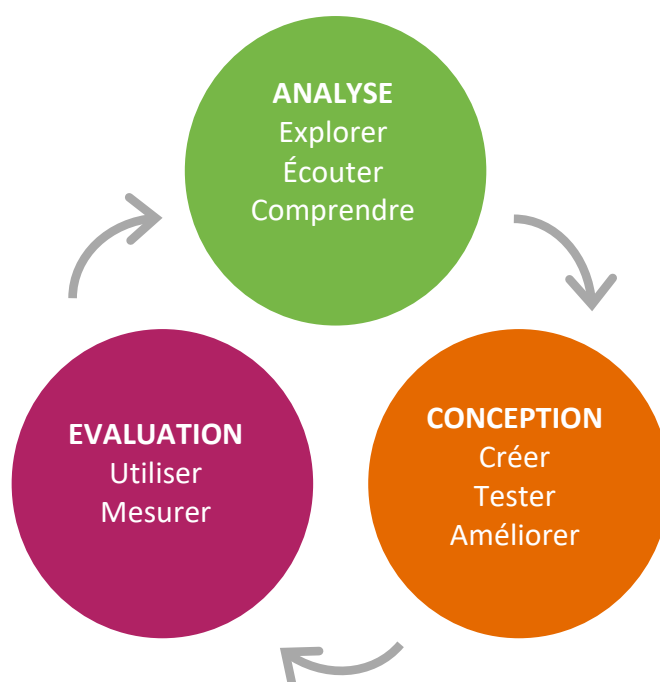 ANALYSE
Explorer
Écouter
Comprendre
CONCEPTION
Créer
Tester
Améliorer
EVALUATION
Utiliser
Mesurer